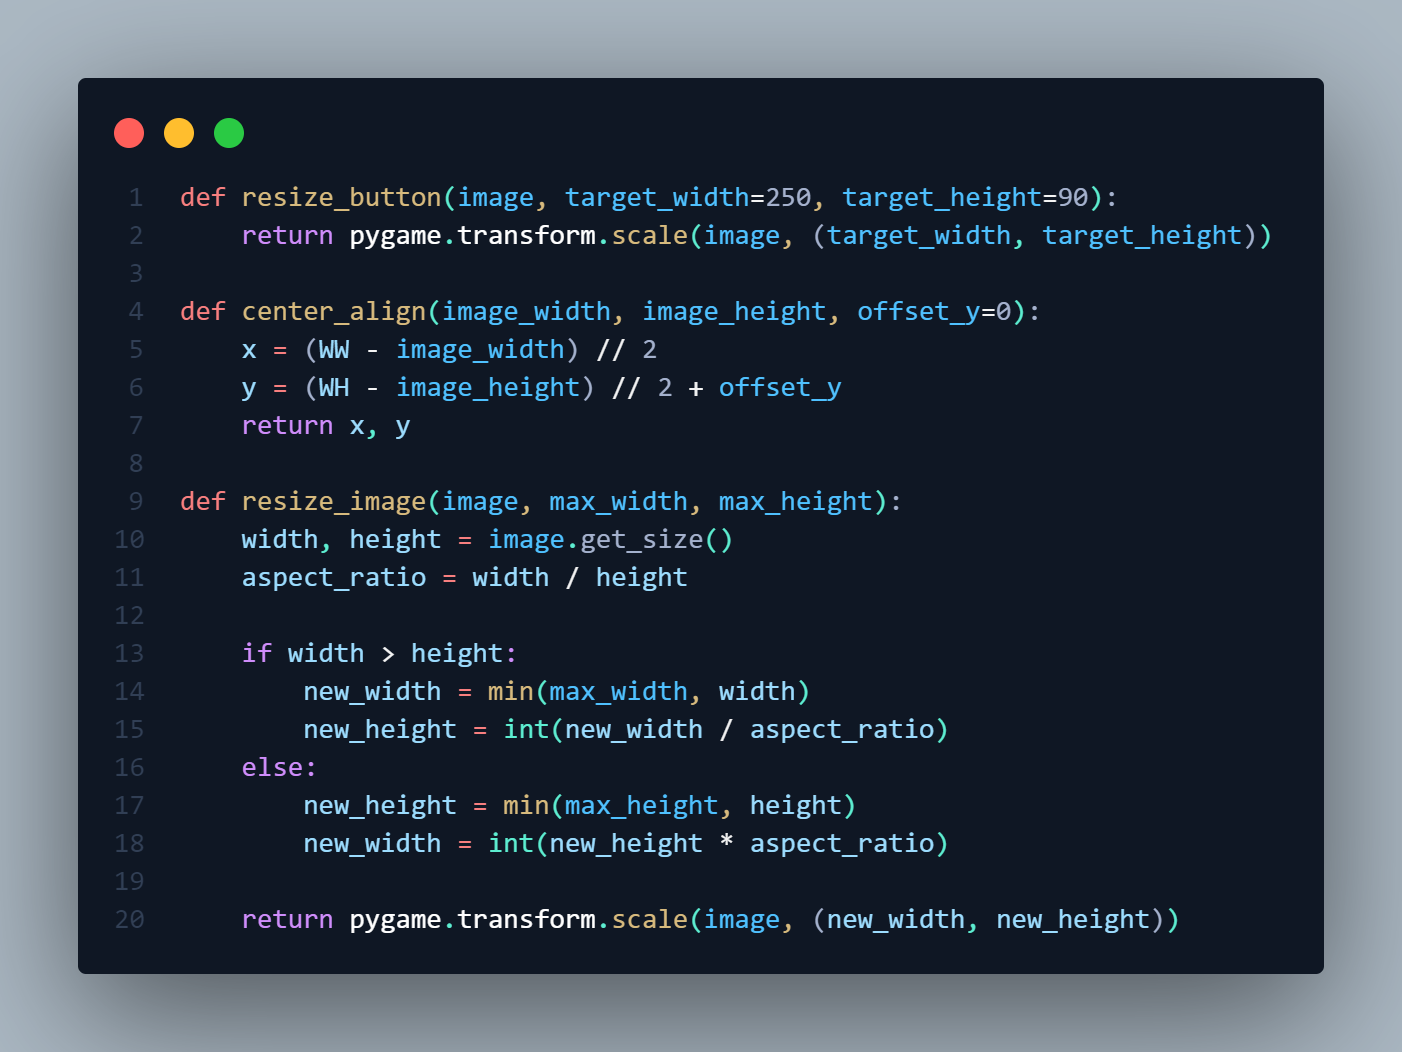 1 def resize_button(image, target_width=250, target_height=90):
2     return pygame.transform.scale(image, (target_width, target_height))
3
4 def center_align(image_width, image_height, offset_y=0):
5     x = (WW - image_width) // 2
6     y = (WH - image_height) // 2 + offset_y
7     return x, y
8
9 def resize_image(image, max_width, max_height):
10     width, height = image.get_size()
11     aspect_ratio = width / height
12
13     if width > height:
14         new_width = min(max_width, width)
15         new_height = int(new_width / aspect_ratio)
16     else:
17         new_height = min(max_height, height)
18         new_width = int(new_height * aspect_ratio)
19
20     return pygame.transform.scale(image, (new_width, new_height))